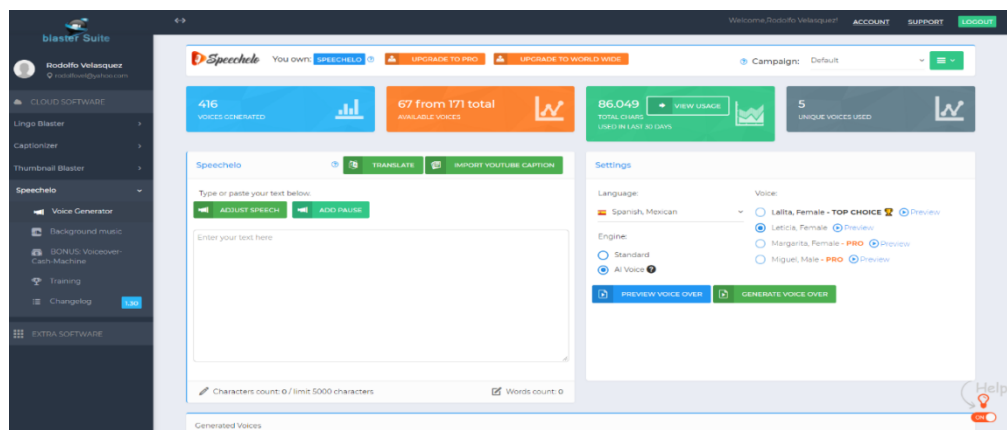 blaster Suite
Welcome,Rodolfo Velasquez!
ACCOUNT
SUPPORT
LOGOUT
Rodolfo Velasquez
rodolfovel@yahoo.com
CLOUD SOFTWARE
Lingo Blaster
Captionizer
Thumbnail Blaster
Speechelo
Voice Generator
Background music
BONUS: Voiceover-
Cash-Machine
Training
Changelog
1.30
EXTRA SOFTWARE
Speechelo
You own: SPEECHELO
UPGRADE TO PRO
UPGRADE TO WORLD WIDE
Campaign: Default
416
VOICES GENERATED
67 from 171 total
AVAILABLE VOICES
86.049
VIEW USAGE
TOTAL CHARS
USED IN LAST 30 DAYS
5
UNIQUE VOICES USED
Speechelo
TRANSLATE
IMPORT YOUTUBE CAPTION
Type or paste your text below.
ADJUST SPEECH
ADD PAUSE
Enter your text here
Characters count: 0 / limit 5000 characters
Words count: 0
Settings
Language:
Spanish, Mexican
Engine:
Standard
AI Voice
Voice:
Lalita, Female - TOP CHOICE Preview
Leticia, Female Preview
Margarita, Female - PRO Preview
Miguel, Male - PRO Preview
PREVIEW VOICE OVER
GENERATE VOICE OVER
Generated Voices
Help
ON